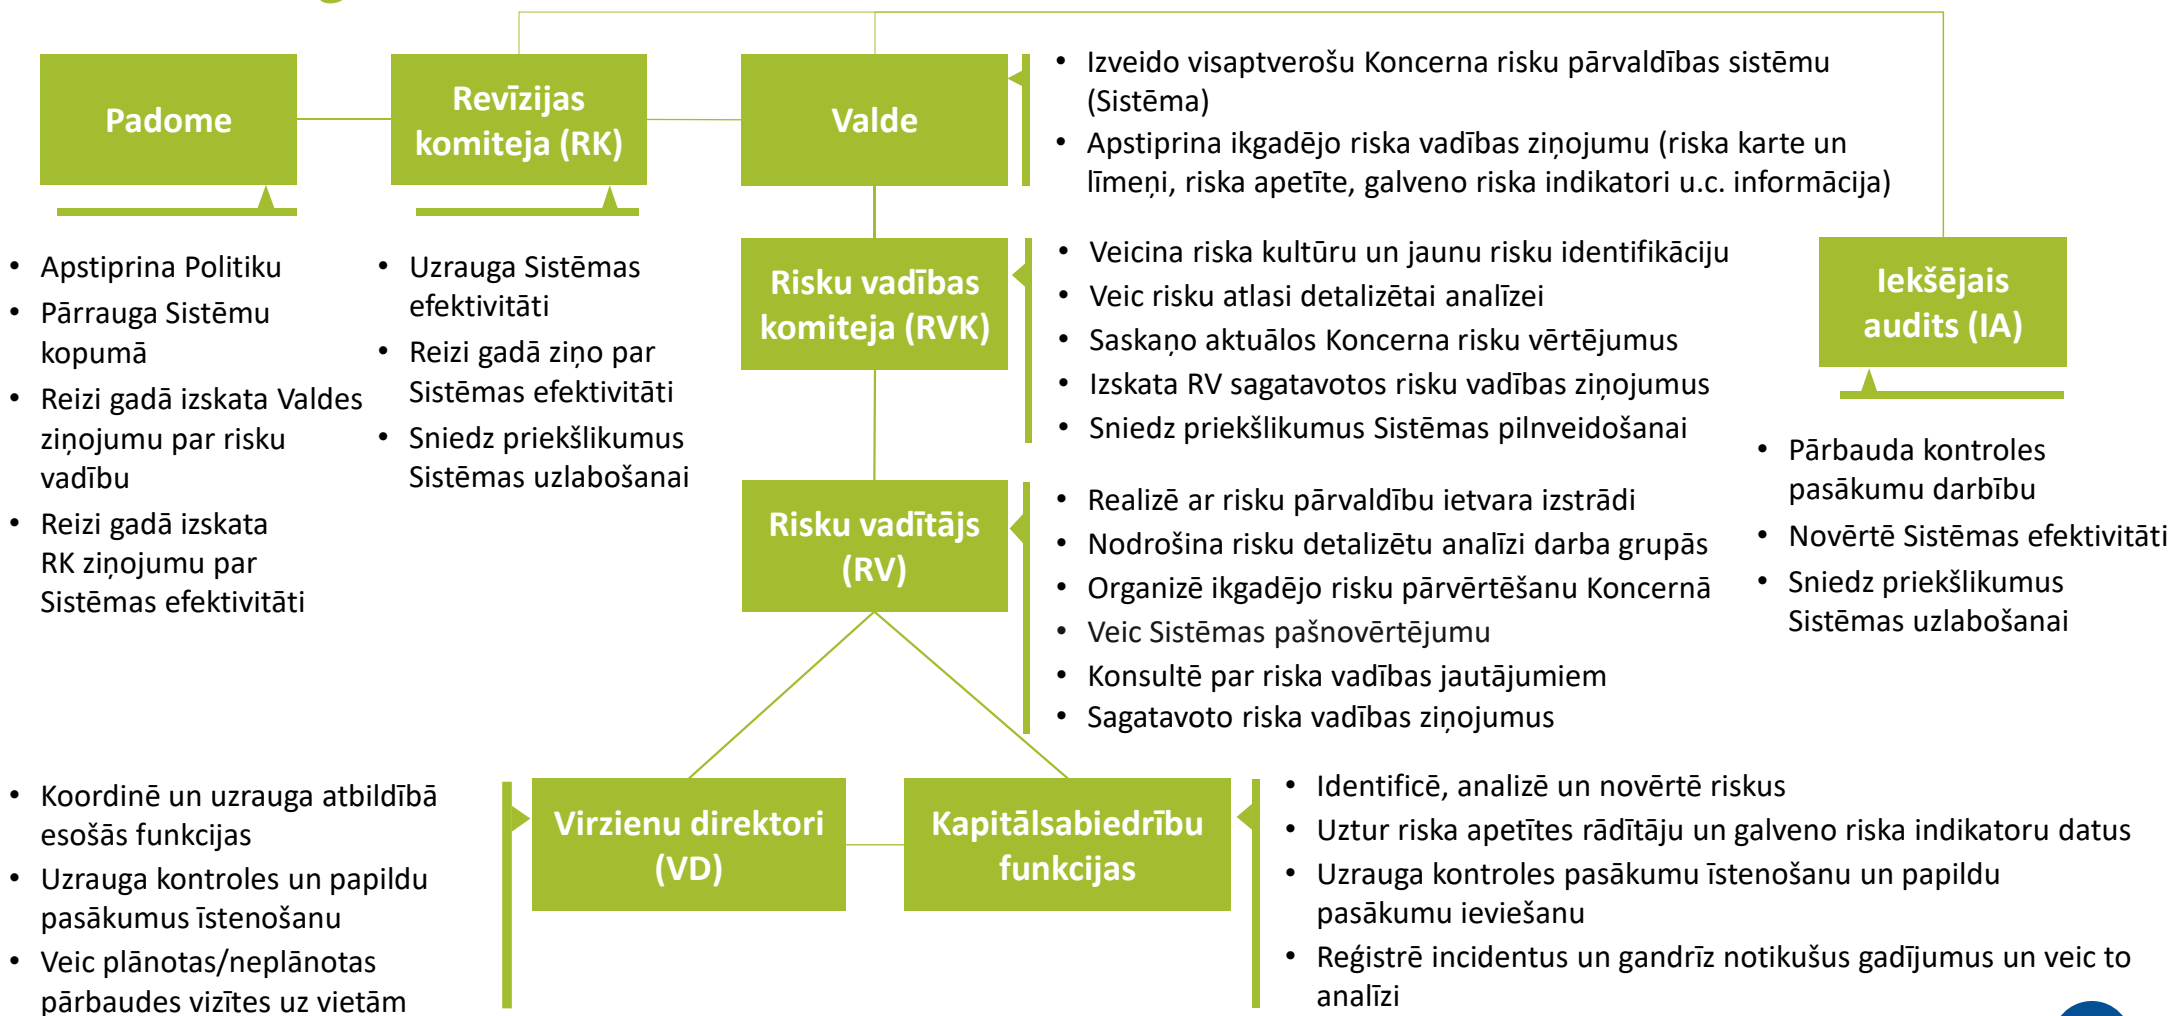 Padome
Revīzijas
komiteja (RK)
Valde
• Izveido visaptverošu Koncerna risku pārvaldības sistēmu
(Sistēma)
• Apstiprina ikgadējo riska vadības ziņojumu (riska karte un
līmeņi, riska apetīte, galveno riska indikatori u.c. informācija)
• Apstiprina Politiku
• Pārrauga Sistēmu
kopumā
• Reizi gadā izskata Valdes
ziņojumu par risku
vadību
• Reizi gadā izskata
RK ziņojumu par
Sistēmas efektivitāti
• Uzrauga Sistēmas
efektivitāti
• Reizi gadā ziņo par
Sistēmas efektivitāti
• Sniedz priekšlikumus
Sistēmas uzlabošanai
Risku vadības
komiteja (RVK)
• Veicina riska kultūru un jaunu risku identifikāciju
• Veic risku atlasi detalizētai analīzei
• Saskaņo aktuālos Koncerna risku vērtējumus
• Izskata RV sagatavotos risku vadības ziņojumus
• Sniedz priekšlikumus Sistēmas pilnveidošanai
Iekšējais
audits (IA)
• Pārbauda kontroles
pasākumu darbību
• Novērtē Sistēmas efektivitāti
• Sniedz priekšlikumus
Sistēmas uzlabošanai
Risku vadītājs
(RV)
• Realizē ar risku pārvaldību ietvara izstrādi
• Nodrošina risku detalizētu analīzi darba grupās
• Organizē ikgadējo risku pārvērtēšanu Koncernā
• Veic Sistēmas pašnovērtējumu
• Konsultē par riska vadības jautājumiem
• Sagatavoto riska vadības ziņojumus
• Koordinē un uzrauga atbildībā
esošās funkcijas
• Uzrauga kontroles un papildu
pasākumus īstenošanu
• Veic plānotas/neplānotas
pārbaudes vizītes uz vietām
Virzienu direktori
(VD)
Kapitālsabiedrību
funkcijas
• Identificē, analizē un novērtē riskus
• Uztur riska apetītes rādītāju un galveno riska indikatoru datus
• Uzrauga kontroles pasākumu īstenošanu un papildu
pasākumu ieviešanu
• Reģistrē incidentus un gandrīz notikušus gadījumus un veic to
analīzi